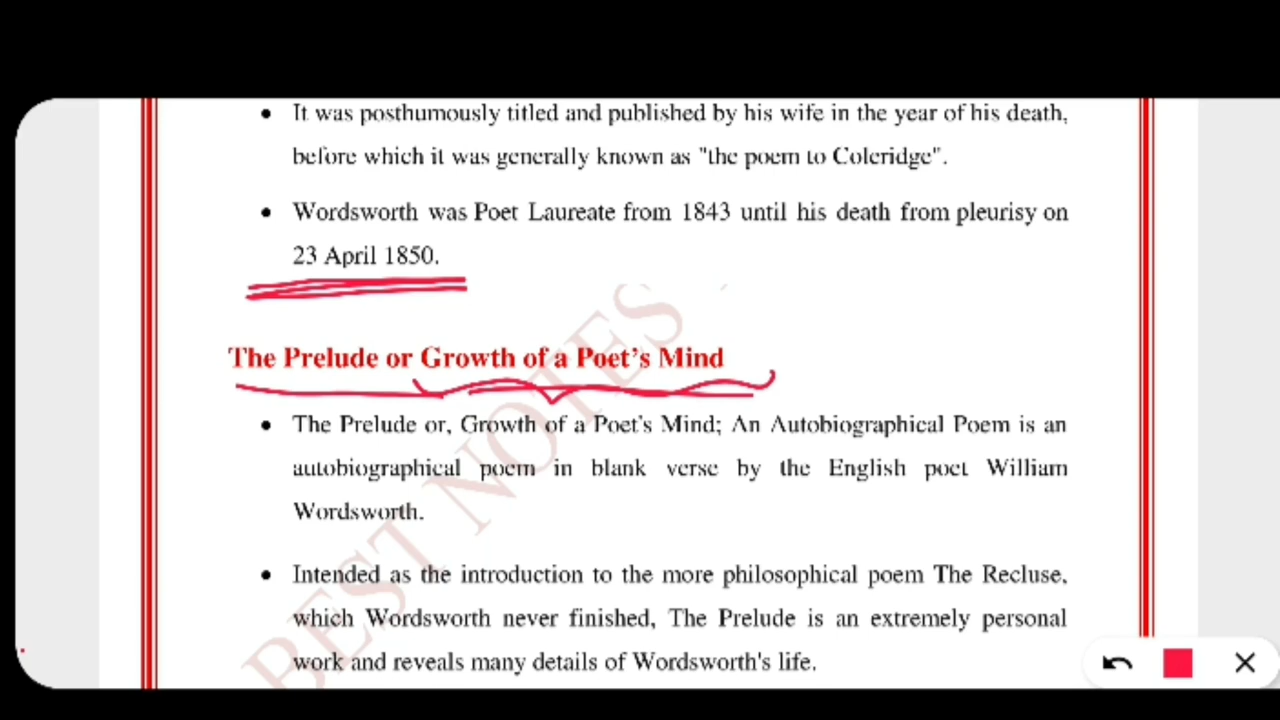 • It was posthumously titled and published by his wife in the year of his death,
before which it was generally known as "the poem to Coleridge".
• Wordsworth was Poet Laureate from 1843 until his death from pleurisy on
23 April 1850.
The Prelude or Growth of a Poet's Mind
• The Prelude or, Growth of a Poet's Mind; An Autobiographical Poem is an
autobiographical poem in blank verse by the English poet William
Wordsworth.
• Intended as the introduction to the more philosophical poem The Recluse,
which Wordsworth never finished, The Prelude is an extremely personal
work and reveals many details of Wordsworth's life.
BEST NOTES